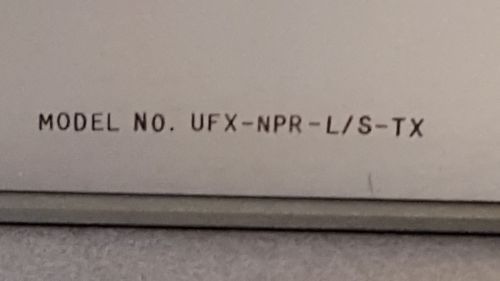 MODEL NO. UFX-NPR-L/S-TX